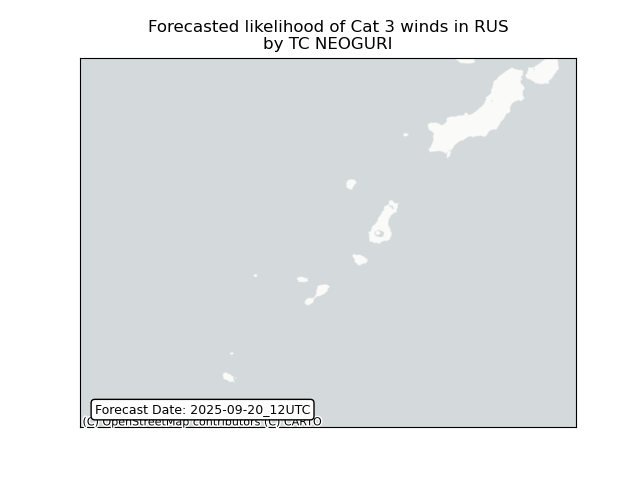 Forecasted likelihood of Cat 3 winds in RUS
by TC NEOGURI
Forecast Date: 2025-09-20_12UTC
(C) OpenStreetMap contributors (C) CARTO